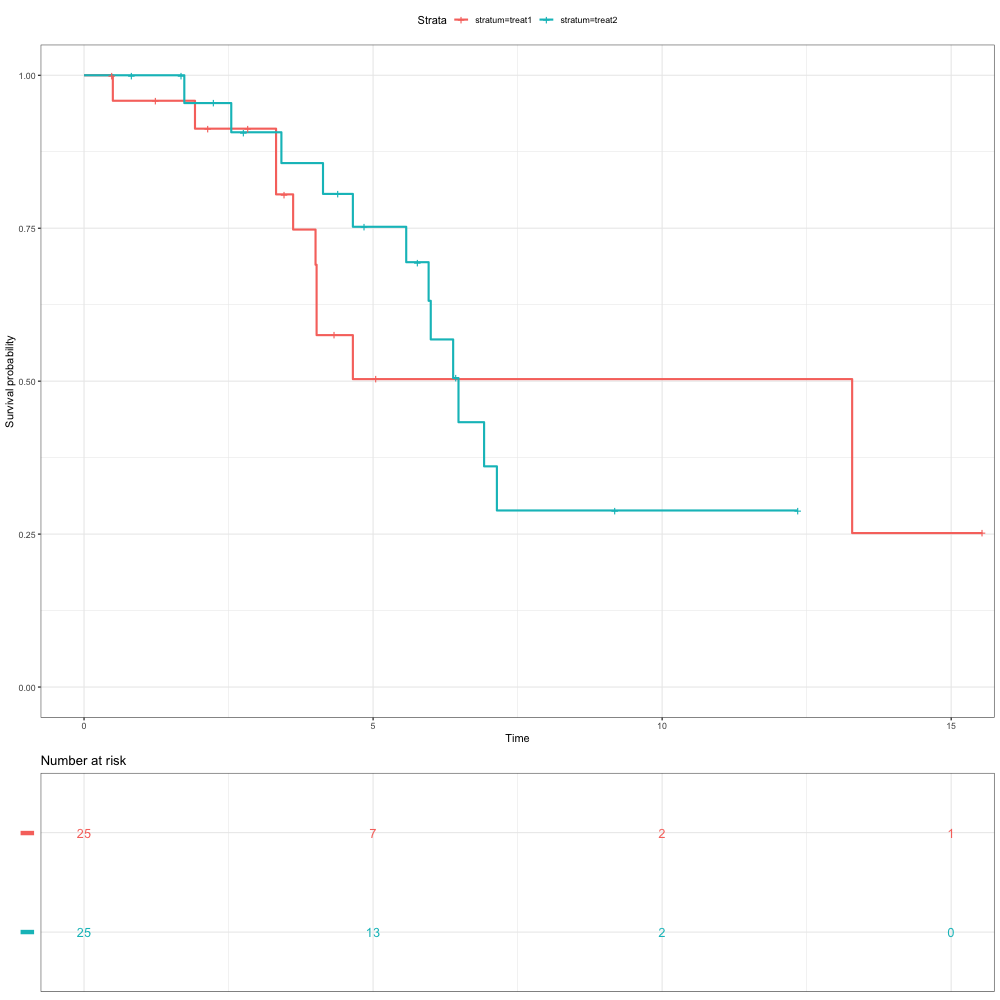 Strata stratum=treat1 stratum=treat2
1.00
0.75
0.50
0.25
0.00
Survival probability
0 5 10 15
Time
Number at risk
25 7 2 1
25 13 2 0